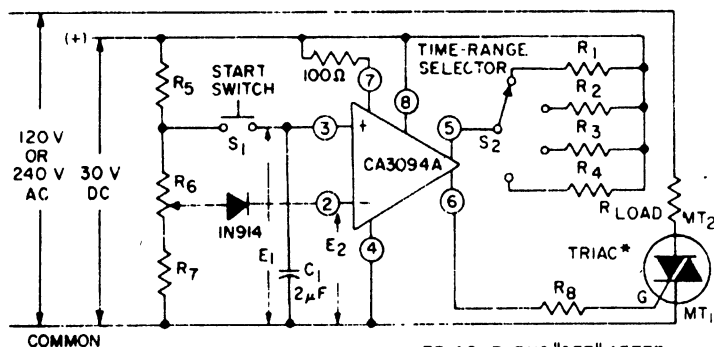 (+)
R5
START
SWITCH
S1
100Ω
7
8
TIME-RANGE
SELECTOR
R1
R2
R3
R4
S2
120 V
OR
240 V
AC
30 V
DC
3
+
CA3094A
5
6
R6
1N914
2
−
4
E1
E2
C1
2μF
R7
R LOAD
MT2
TRIAC*
R8
G
MT1
COMMON